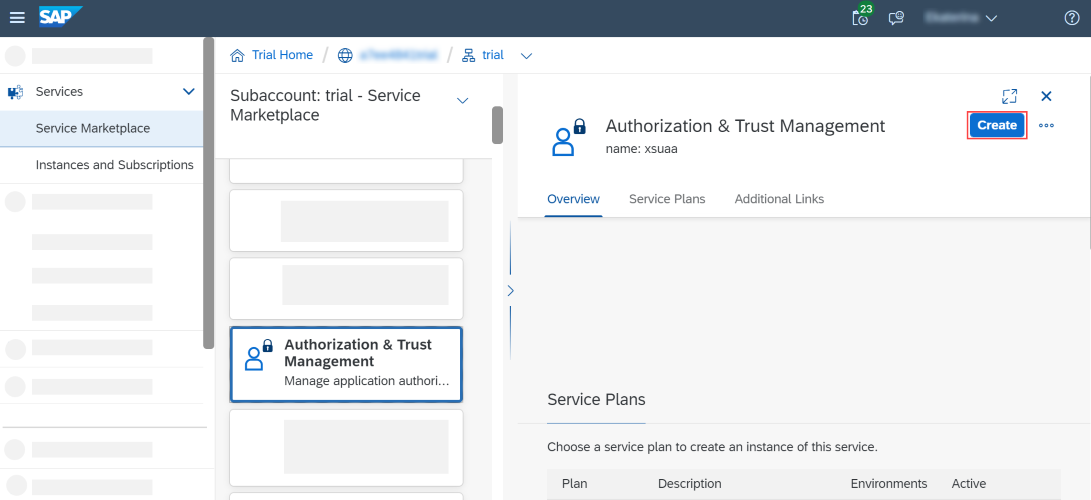 SAP
23
Trial Home / / trial
Services
Service Marketplace
Instances and Subscriptions
Subaccount: trial - Service
Marketplace
Authorization & Trust
Management
Manage application authori...
Authorization & Trust Management
name: xsuaa
Create
Overview Service Plans Additional Links
Service Plans
Choose a service plan to create an instance of this service.
Plan Description Environments Active